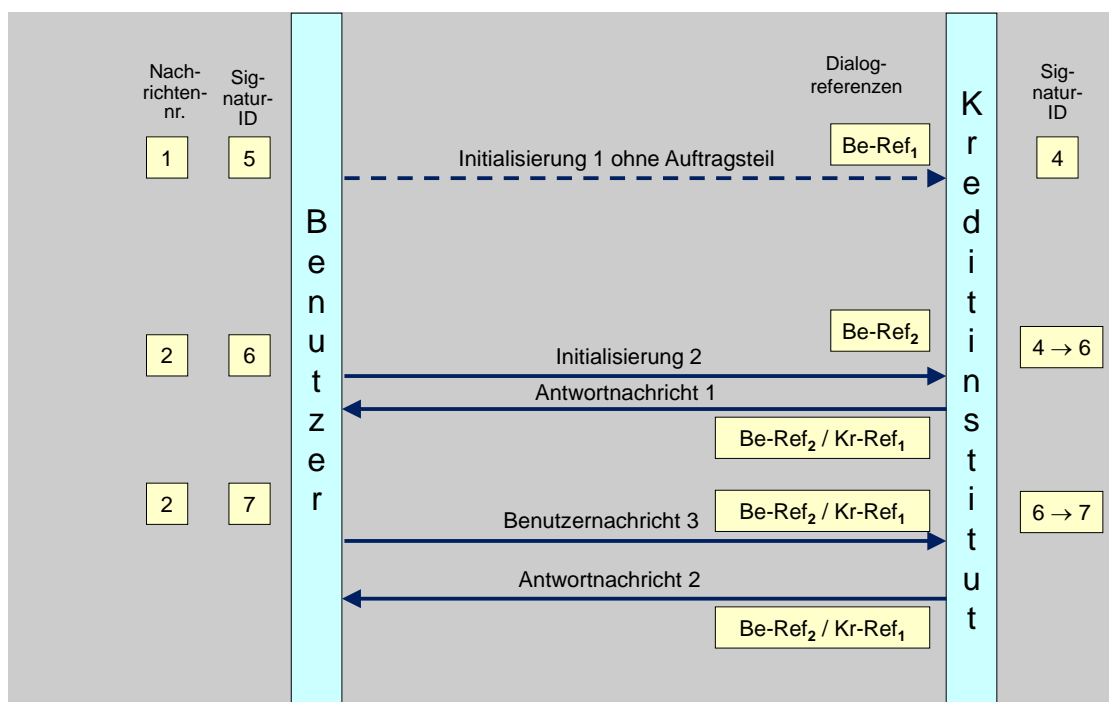 Nach-
richten-
nr.
Sig-
natur-
ID
Dialog-
referenzen
Sig-
natur-
ID
1
5
Initialisierung 1 ohne Auftragsteil
Be-Ref1
4
Benutzer
Kreditinstitut
2
6
Initialisierung 2
Be-Ref2
4 → 6
Antwortnachricht 1
Be-Ref2 / Kr-Ref1
2
7
Benutzernachricht 3
Be-Ref2 / Kr-Ref1
6 → 7
Antwortnachricht 2
Be-Ref2 / Kr-Ref1